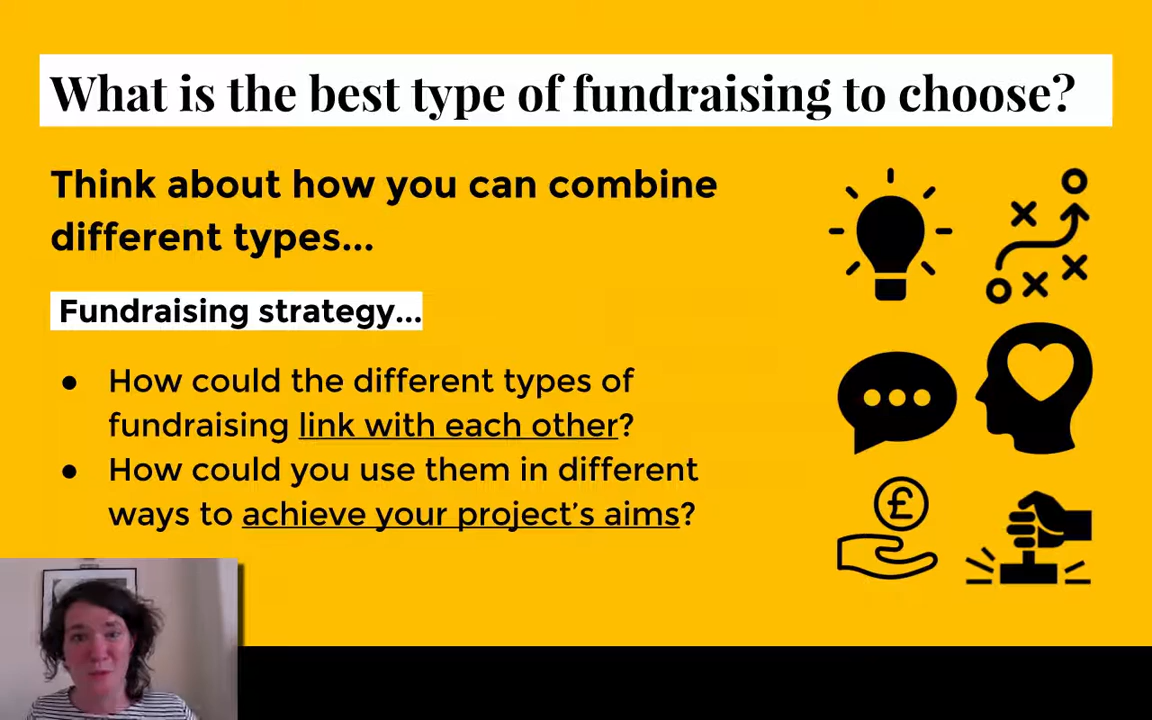 What is the best type of fundraising to choose?
Think about how you can combine
different types...
Fundraising strategy...
● How could the different types of
fundraising link with each other?
● How could you use them in different
ways to achieve your project’s aims?
£